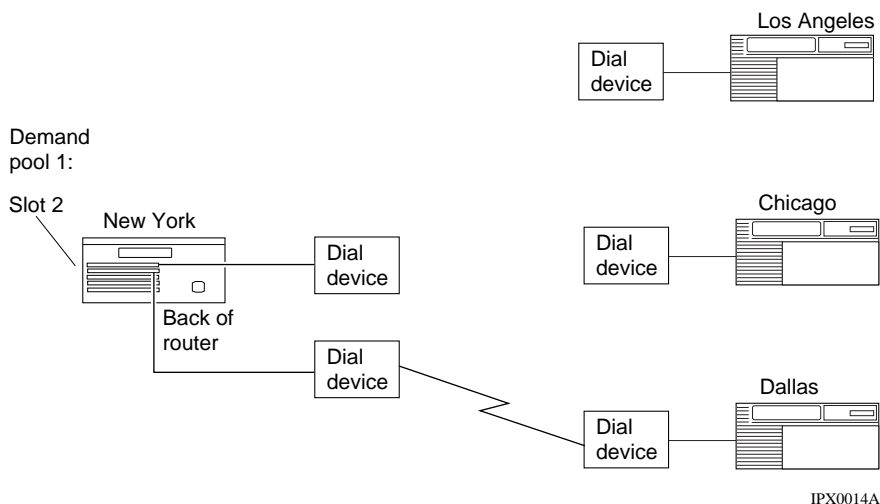 Los Angeles
Dial
device
Demand
pool 1:
Slot 2
New York
Dial
device
Chicago
Dial
device
Back of
router
Dial
device
Dallas
Dial
device
IPX0014A